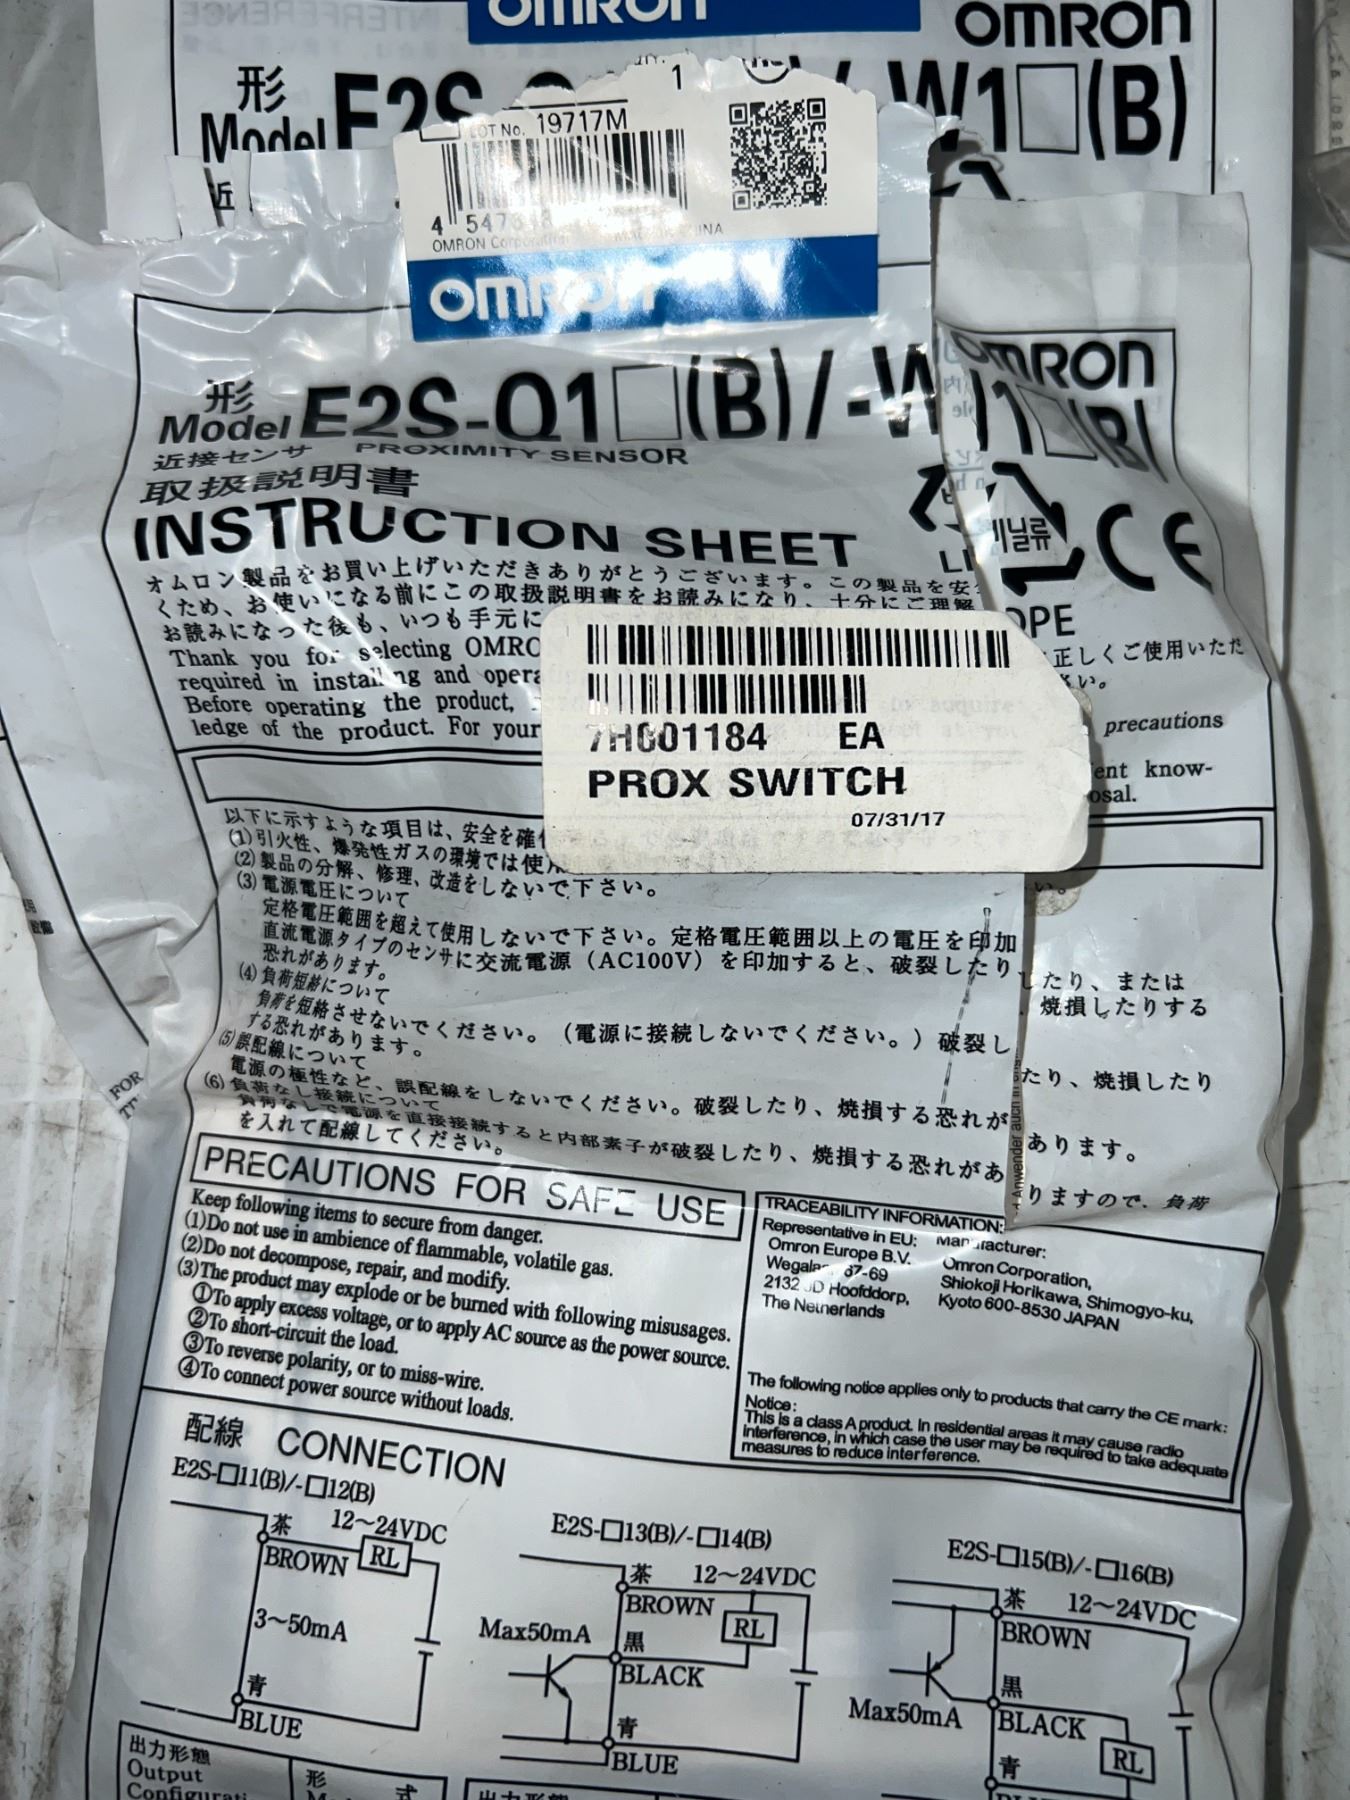 OMRON
OMRON
形
Model E2S-
W1□(B)
近
1
LOT No. 19717M
4 547
OMRON
OMRON
OMRON
形
Model E2S-Q1□(B)/-W
1□(B)
近接センサ PROXIMITY SENSOR
取扱説明書
INSTRUCTION SHEET
비닐류
CE
OPE
オムロン製品をお買い上げいただきありがとうございます。この製品を安
くため、お使いになる前にこの取扱説明書をお読みになり、十分にご理解
お読みになった後も、いつも手元に
正しくご使用いただ
い。
Thank you for selecting OMRO
required in installing and opera
Before operating the product,
ledge of the product. For your
precautions
ent know-
osal.
7H001184 EA
PROX SWITCH
07/31/17
以下に示すような項目は、安全を確
(1)引火性、爆発性ガスの環境では使用
(2)製品の分解、修理、改造をしないで下さい。
(3)電源電圧について
定格電圧範囲を超えて使用しないで下さい。定格電圧範囲以上の電圧を印加
直流電源タイプのセンサに交流電源（AC100V）を印加すると、破裂したり
恐れがあります。
したり、または
焼損したりする
(4)負荷短絡について
負荷を短絡させないでください。（電源に接続しないでください。）破裂し
たり、焼損したり
する恐れがあります。
(5)誤配線について
電源の極性など、誤配線をしないでください。破裂したり、焼損する恐れが
あります。
(6)負荷なし接続について
負荷なしで電源を直接接続すると内部素子が破裂したり、焼損する恐れがあ
りますので、負荷
を入れて配線してください。
Anwender auch in
FOR
PRECAUTIONS FOR SAFE USE
Keep following items to secure from danger.
(1)Do not use in ambience of flammable, volatile gas.
(2)Do not decompose, repair, and modify.
(3)The product may explode or be burned with following misusages.
①To apply excess voltage, or to apply AC source as the power source.
②To short-circuit the load.
③To reverse polarity, or to miss-wire.
④To connect power source without loads.
TRACEABILITY INFORMATION:
Representative in EU:
Omron Europe B.V.
67-69
2132 JD Hoofddorp,
The Netherlands
Manufacturer:
Omron Corporation,
Shiokoji Horikawa, Shimogyo-ku,
Kyoto 600-8530 JAPAN
The following notice applies only to products that carry the CE mark:
Notice:
This is a class A product. In residential areas it may cause radio
interference, in which case the user may be required to take adequate
measures to reduce interference.
配線 CONNECTION
E2S-□11(B)/-□12(B)
茶 12～24VDC
BROWN RL
3～50mA
青
BLUE
E2S-□13(B)/-□14(B)
茶 12～24VDC
BROWN RL
Max50mA 黒
BLACK
青
BLUE
E2S-□15(B)/-□16(B)
茶 12～24VDC
BROWN
黒
Max50mA BLACK
RL
青
出力形態
Output
形 式
出力形態